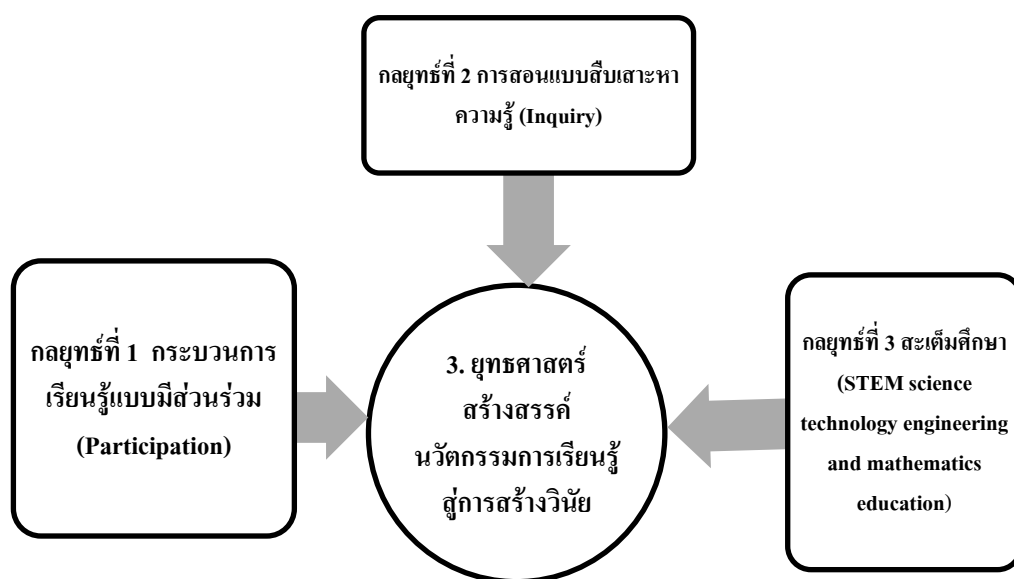 กลยุทธ์ที่ 2 การสอนแบบสืบเสาะหา
ความรู้ (Inquiry)
กลยุทธ์ที่ 1 กระบวนการ
เรียนรู้แบบมีส่วนร่วม
(Participation)
3. ยุทธศาสตร์
สร้างสรรค์
นวัตกรรมการเรียนรู้
สู่การสร้างวินัย
กลยุทธ์ที่ 3 สะเต็มศึกษา
(STEM science
technology engineering
and mathematics
education)